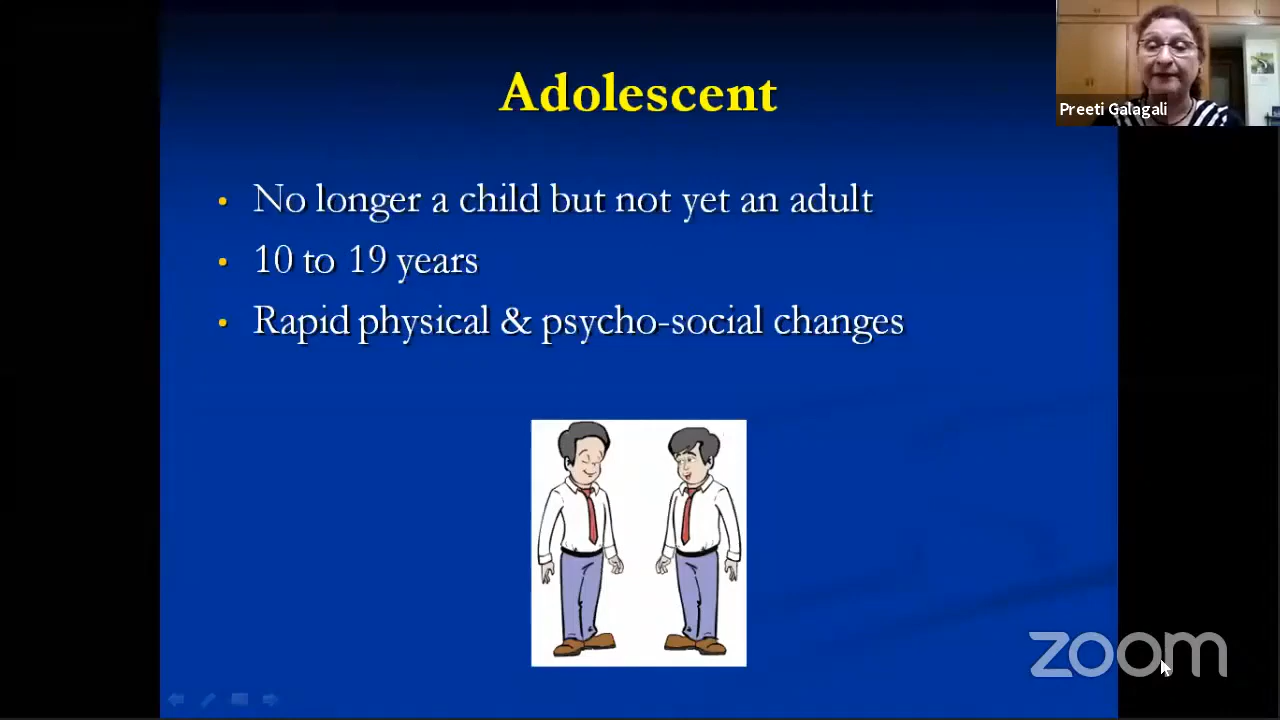 Adolescent
Preeti Galagali
• No longer a child but not yet an adult
• 10 to 19 years
• Rapid physical & psycho-social changes
zoom